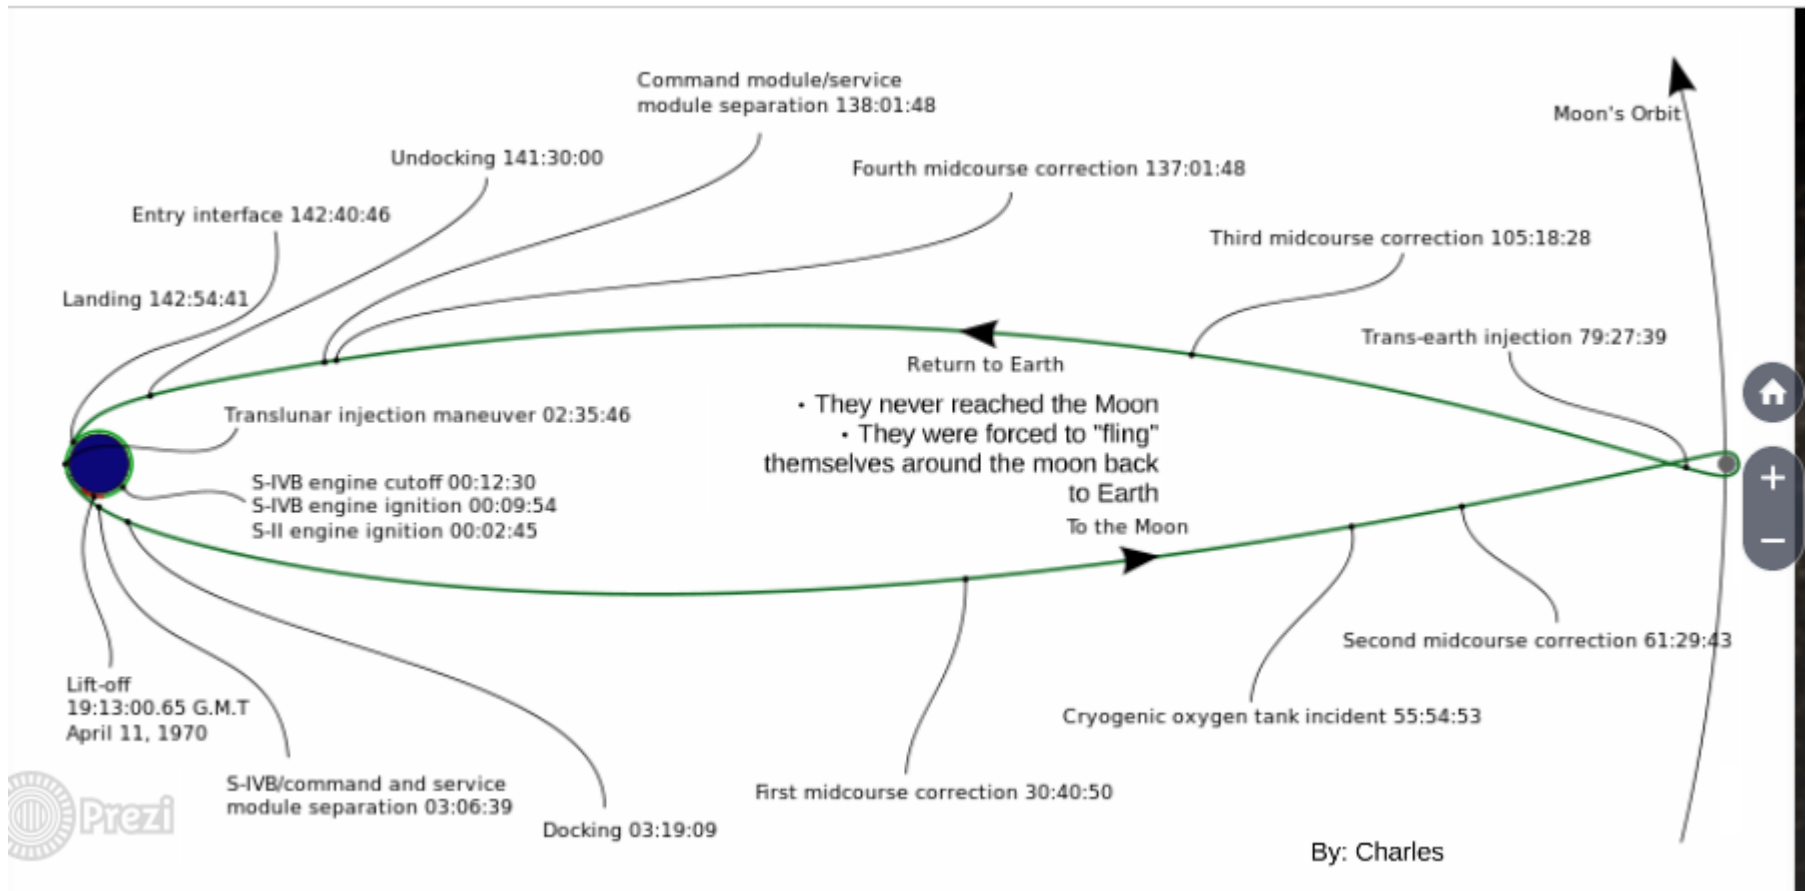 Command module/service
module separation 138:01:48
Moon's Orbit
Undocking 141:30:00
Fourth midcourse correction 137:01:48
Entry interface 142:40:46
Third midcourse correction 105:18:28
Landing 142:54:41
Trans-earth injection 79:27:39
Return to Earth
• They never reached the Moon
• They were forced to "fling"
themselves around the moon back
to Earth
Translunar injection maneuver 02:35:46
S-IVB engine cutoff 00:12:30
S-IVB engine ignition 00:09:54
S-II engine ignition 00:02:45
To the Moon
Second midcourse correction 61:29:43
Lift-off
19:13:00.65 G.M.T
April 11, 1970
Cryogenic oxygen tank incident 55:54:53
S-IVB/command and service
module separation 03:06:39
First midcourse correction 30:40:50
Docking 03:19:09
Prezi
By: Charles